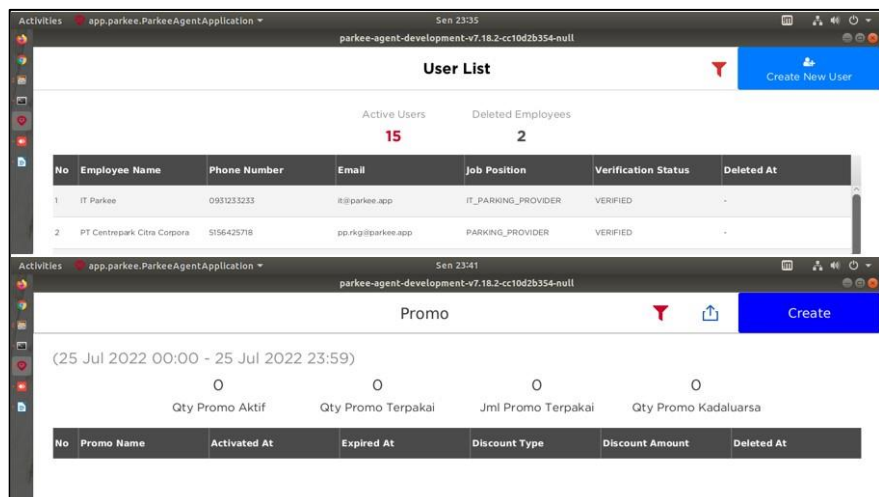 Activities app.parkee.ParkeeAgentApplication Sen 23:35
parkee-agent-development-v7.18.2-cc10d2b354-null
User List
Create New User
Active Users Deleted Employees
15 2
No Employee Name Phone Number Email Job Position Verification Status Deleted At
1 IT Parkee 0931233233 it@parkee.app IT_PARKING_PROVIDER VERIFIED -
2 PT Centrepark Citra Corpora 5156425718 pp.rkg@parkee.app PARKING_PROVIDER VERIFIED -
Activities app.parkee.ParkeeAgentApplication Sen 23:41
parkee-agent-development-v7.18.2-cc10d2b354-null
Promo
Create
(25 Jul 2022 00:00 - 25 Jul 2022 23:59)
0 0 0 0
Qty Promo Aktif Qty Promo Terpakai Jml Promo Terpakai Qty Promo Kadaluarsa
No Promo Name Activated At Expired At Discount Type Discount Amount Deleted At